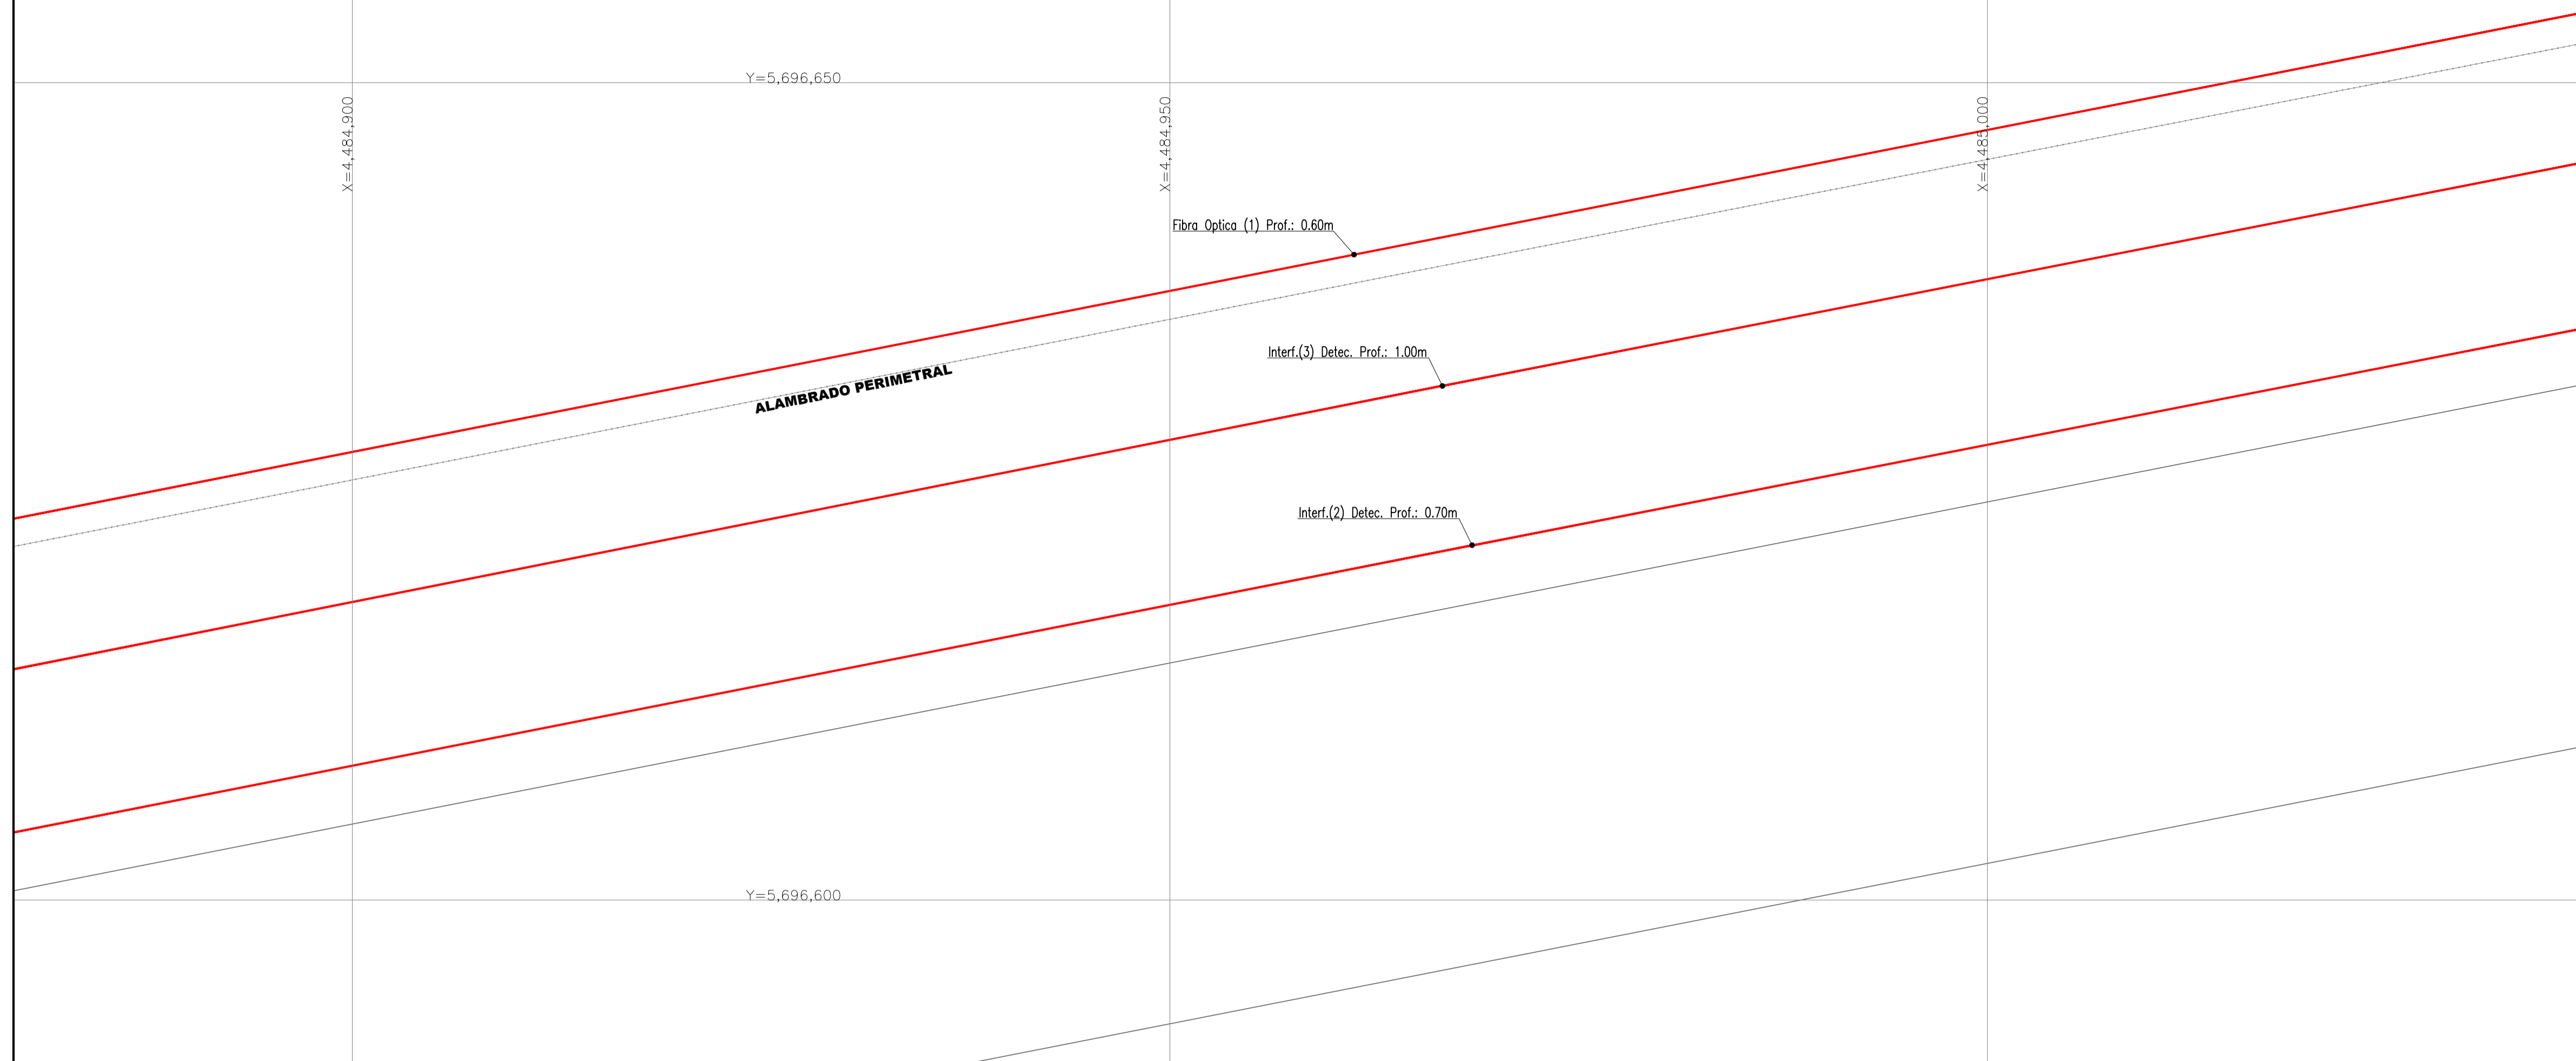 Y=5,696,650
X=4,484,900
X=4,484,950
X=4,485,000
Fibra Optica (1) Prof.: 0.60m
Interf.(3) Detec. Prof.: 1.00m
ALAMBRADO PERIMETRAL
Interf.(2) Detec. Prof.: 0.70m
Y=5,696,600